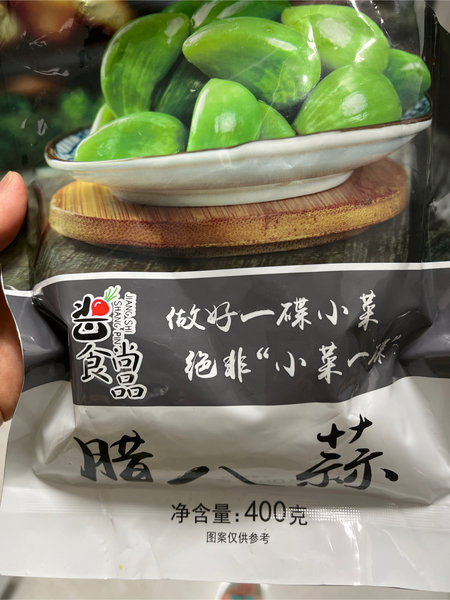 酱食尚品
JIANG SHI
SHANG PIN
做好一碟小菜
绝非“小菜一碟”
腊八蒜
净含量:400克
图案仅供参考